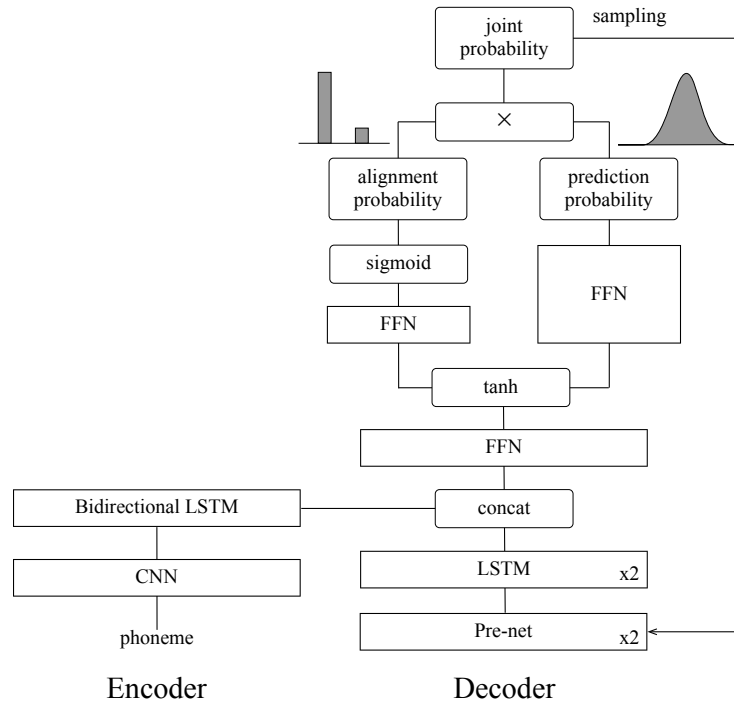 joint
probability
sampling
×
alignment
probability
prediction
probability
sigmoid
FFN
FFN
tanh
FFN
Bidirectional LSTM
concat
CNN
LSTM
x2
phoneme
Pre-net
x2
Encoder
Decoder